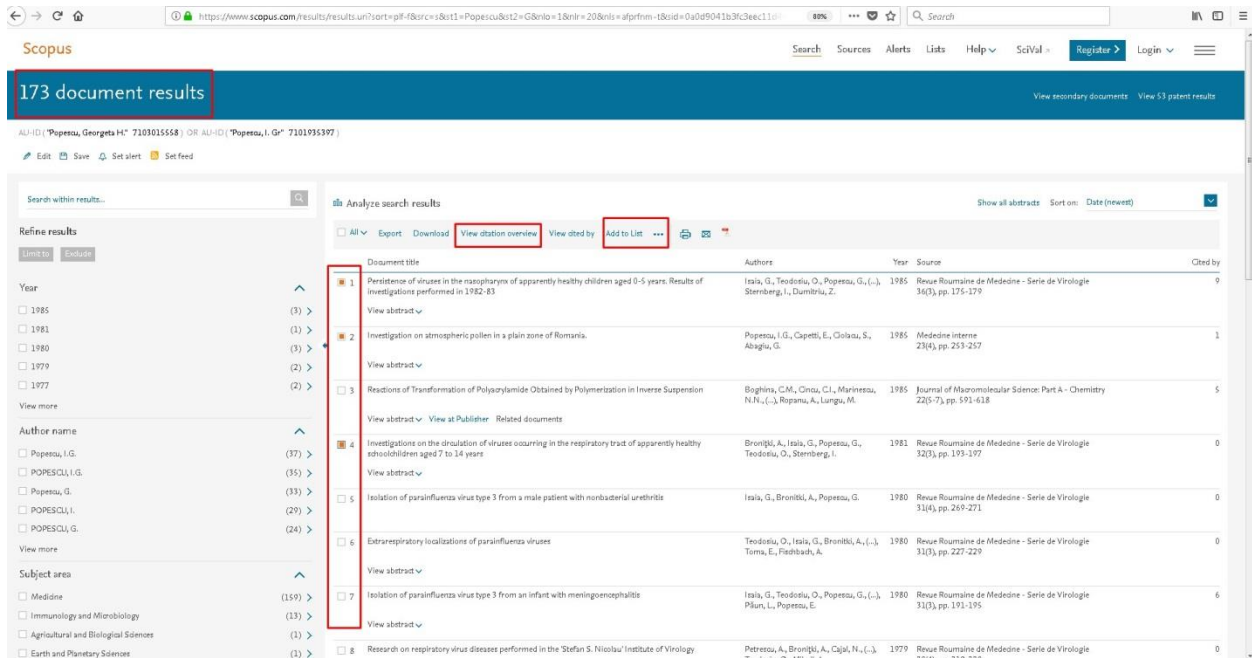 https://www.scopus.com/results/results.uri?sort=plf-f&src=s&st1=Popescu&st2=G&nlo=1&nlr=20&nls=afprfnm-t&sid=0a0d9041b3fc3eec11d
80%
Search
Scopus
Search Sources Alerts Lists Help SciVal Register Login
173 document results
View secondary documents View 53 patent results
AU-ID ( "Popescu, Georgeta H." 7103015558 ) OR AU-ID ( "Popescu, I. Gr" 7101935397 )
Edit Save Set alert Set feed
Search within results...
Analyze search results
Show all abstracts Sort on: Date (newest)
Refine results
Limit to Exclude
All Export Download View citation overview View cited by Add to List •••
Document title Authors Year Source Cited by
Year
1985 (3)
1981 (1)
1980 (3)
1979 (2)
1977 (2)
View more
Author name
Popescu, I.G. (37)
POPESCU, I.G. (35)
Popescu, G. (33)
POPESCU, I. (29)
POPESCU, G. (24)
View more
Subject area
Medicine (159)
Immunology and Microbiology (13)
Agricultural and Biological Sciences (1)
Earth and Planetary Sciences (1)
1 Persistence of viruses in the nasopharynx of apparently healthy children aged 0-5 years. Results of Isaia, G., Teodosiu, O., Popescu, G., (...), 1985 Revue Roumaine de Medecine - Serie de Virologie 9
investigations performed in 1982-83 Sternberg, I., Dumitriu, Z. 36(3), pp. 175-179
View abstract
2 Investigation on atmospheric pollen in a plain zone of Romania. Popescu, I.G., Capetti, E., Ciolacu, S., 1985 Medecine interne 1
Abagiu, G. 23(4), pp. 253-257
View abstract
3 Reactions of Transformation of Polyacrylamide Obtained by Polymerization in Inverse Suspension Boghina, C.M., Cincu, C.I., Marinescu, 1985 Journal of Macromolecular Science: Part A - Chemistry 5
N.N., (...), Ropanu, A., Lungu, M. 22(5-7), pp. 591-618
View abstract View at Publisher Related documents
4 Investigations on the circulation of viruses occurring in the respiratory tract of apparently healthy Broniţki, A., Isaia, G., Popescu, G., 1981 Revue Roumaine de Medecine - Serie de Virologie 0
schoolchildren aged 7 to 14 years Teodosiu, O., Sternberg, I. 32(3), pp. 193-197
View abstract
5 Isolation of parainfluenza virus type 3 from a male patient with nonbacterial urethritis Isaia, G., Bronitki, A., Popescu, G. 1980 Revue Roumaine de Medecine - Serie de Virologie 0
31(4), pp. 269-271
6 Extrarespiratory localizations of parainfluenza viruses Teodosiu, O., Isaia, G., Bronitki, A., (...), 1980 Revue Roumaine de Medecine - Serie de Virologie 0
Toma, E., Fischbach, A. 31(3), pp. 227-229
View abstract
7 Isolation of parainfluenza virus type 3 from an infant with meningoencephalitis Isaia, G., Teodosiu, O., Popescu, G., (...), 1980 Revue Roumaine de Medecine - Serie de Virologie 6
Păun, L., Popescu, E. 31(3), pp. 191-195
View abstract
8 Research on respiratory virus diseases performed in the 'Stefan S. Nicolau' Institute of Virology Petrescu, A., Broniţki, A., Cajal, N., (...), 1979 Revue Roumaine de Medecine - Serie de Virologie 0